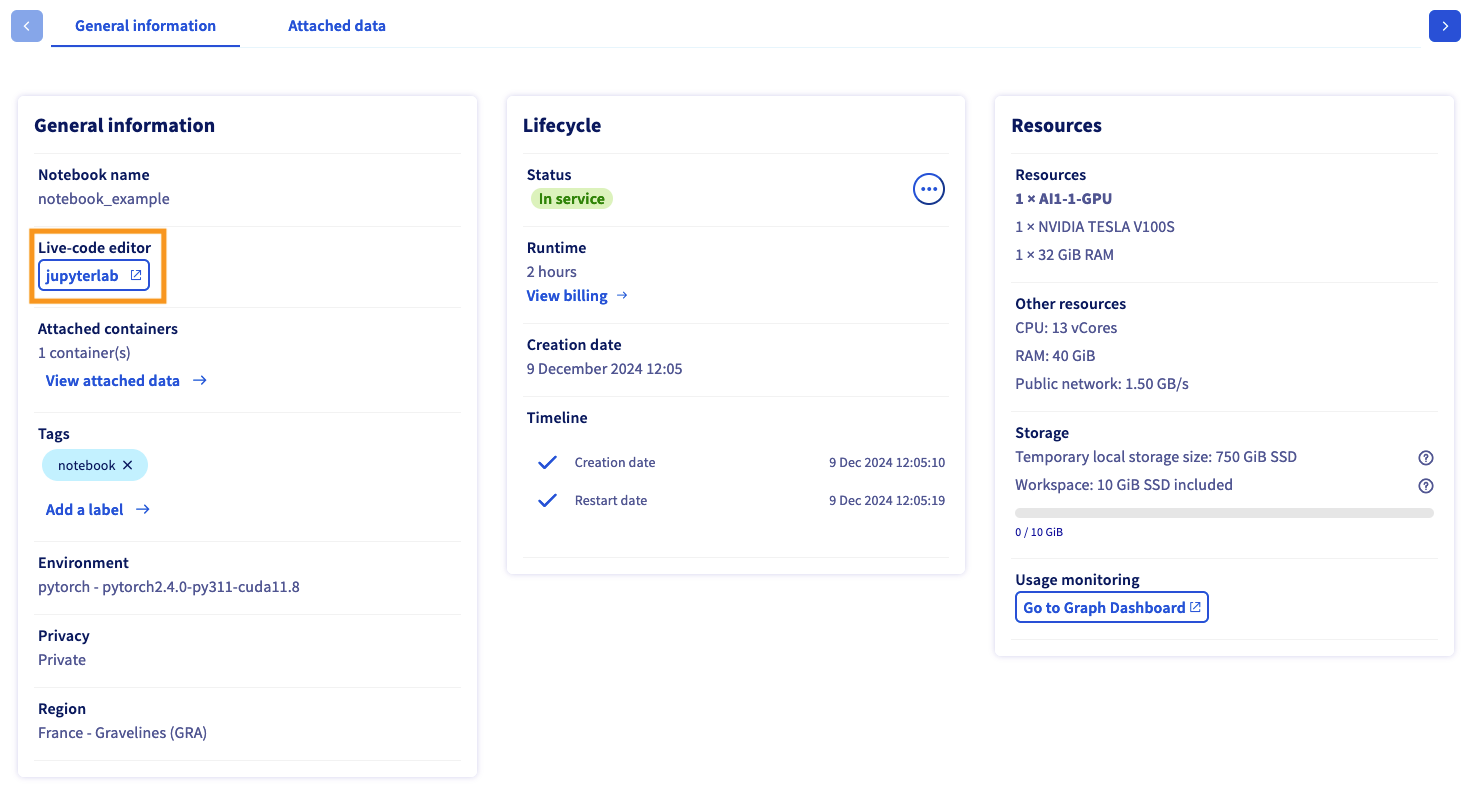 General information
Attached data
General information
Notebook name
notebook_example
Live-code editor
jupyterlab
Attached containers
1 container(s)
View attached data
Tags
notebook
Add a label
Environment
pytorch - pytorch2.4.0-py311-cuda11.8
Privacy
Private
Region
France - Gravelines (GRA)
Lifecycle
Status
In service
Runtime
2 hours
View billing
Creation date
9 December 2024 12:05
Timeline
Creation date 9 Dec 2024 12:05:10
Restart date 9 Dec 2024 12:05:19
Resources
Resources
1 × AI1-1-GPU
1 × NVIDIA TESLA V100S
1 × 32 GiB RAM
Other resources
CPU: 13 vCores
RAM: 40 GiB
Public network: 1.50 GB/s
Storage
Temporary local storage size: 750 GiB SSD
Workspace: 10 GiB SSD included
0 / 10 GiB
Usage monitoring
Go to Graph Dashboard